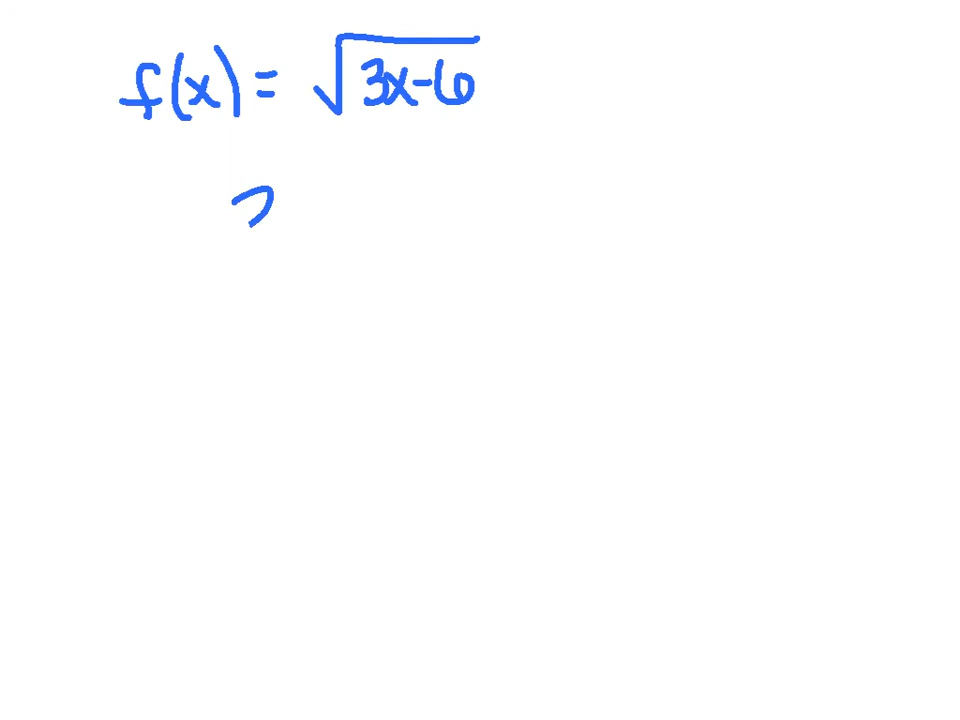 f(x) = √(3x-6)